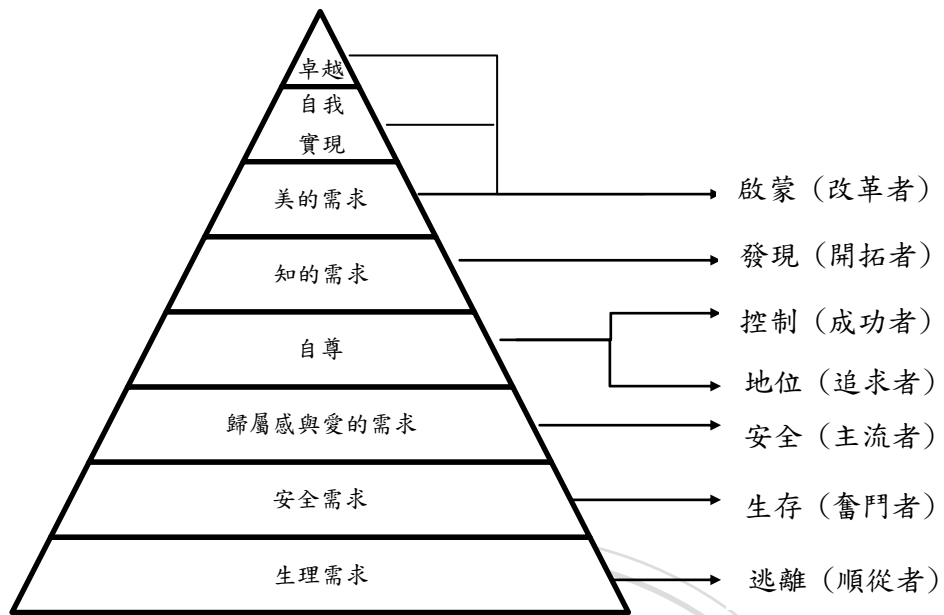 卓越
自我
實現
美的需求
知的需求
自尊
歸屬感與愛的需求
安全需求
生理需求
啟蒙（改革者）
發現（開拓者）
控制（成功者）
地位（追求者）
安全（主流者）
生存（奮鬥者）
逃離（順從者）